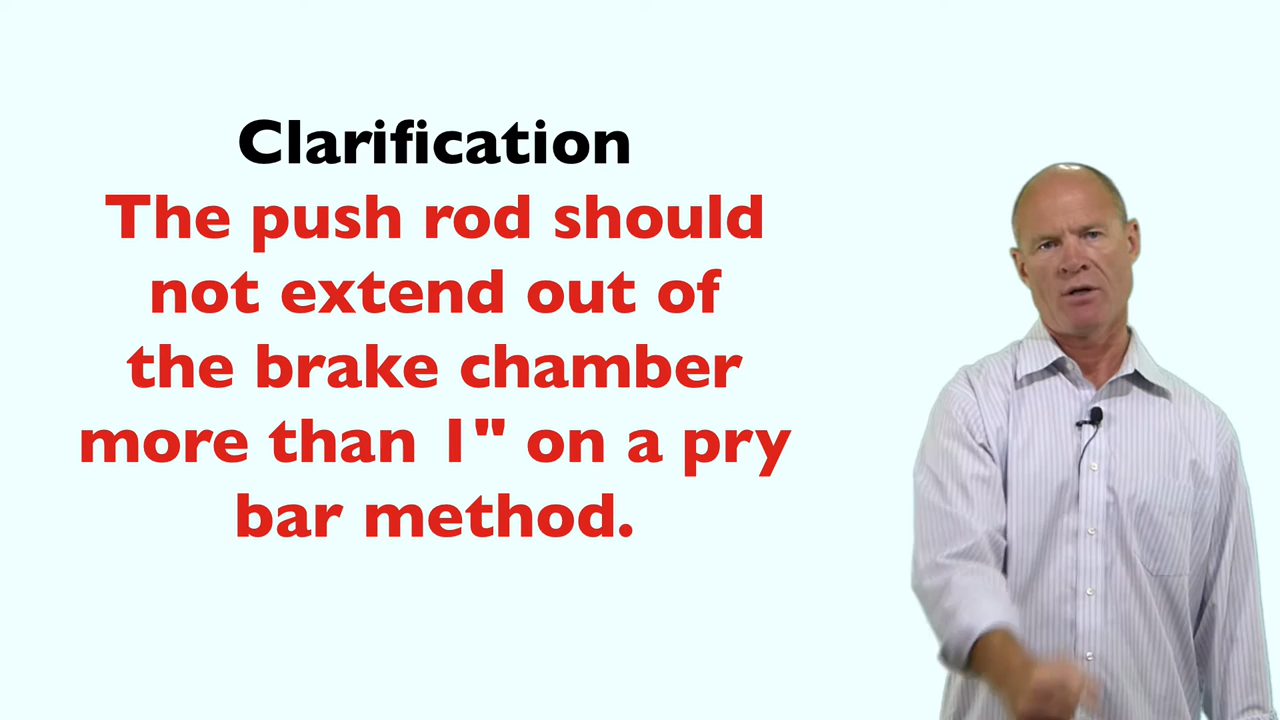 Clarification
The push rod should
not extend out of
the brake chamber
more than 1" on a pry
bar method.